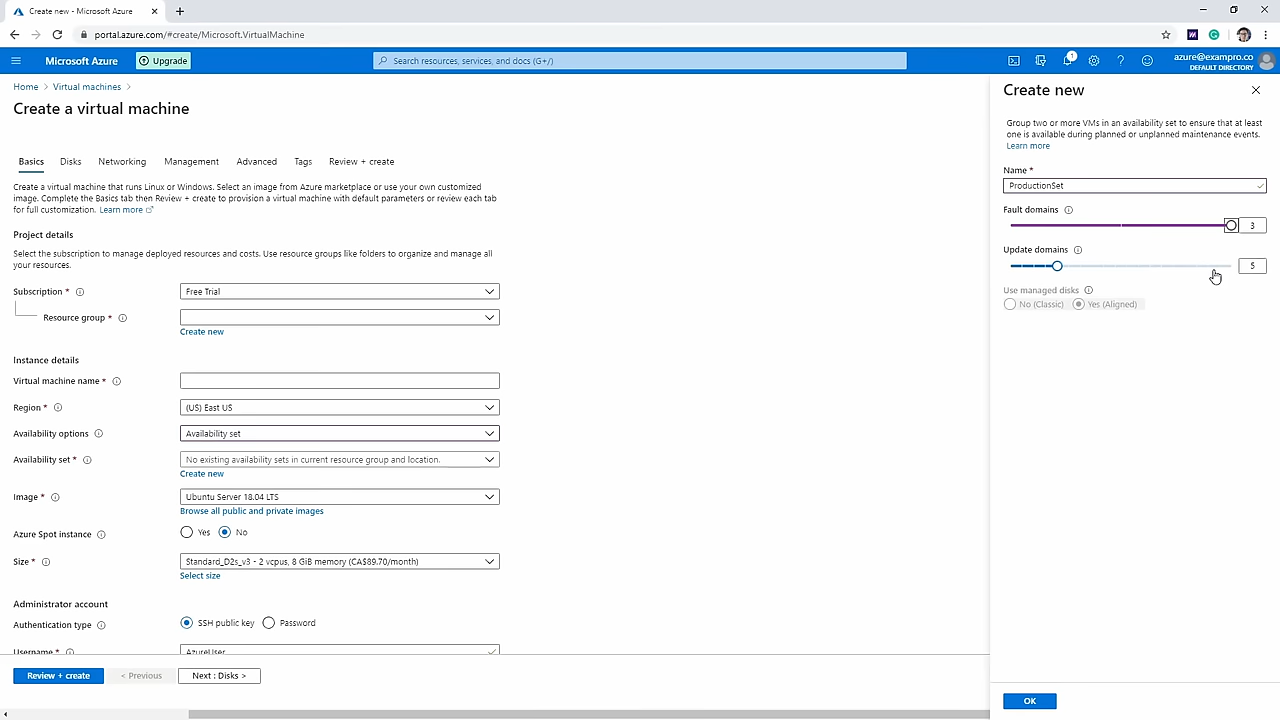 Create new - Microsoft Azure
portal.azure.com/#create/Microsoft.VirtualMachine
Microsoft Azure
Upgrade
Search resources, services, and docs (G+/)
1
azure@exampro.co
DEFAULT DIRECTORY
Home > Virtual machines >
Create a virtual machine
Basics Disks Networking Management Advanced Tags Review + create
Create a virtual machine that runs Linux or Windows. Select an image from Azure marketplace or use your own customized
image. Complete the Basics tab then Review + create to provision a virtual machine with default parameters or review each tab
for full customization. Learn more
Project details
Select the subscription to manage deployed resources and costs. Use resource groups like folders to organize and manage all
your resources.
Subscription * Free Trial
Resource group *
Create new
Instance details
Virtual machine name *
Region * (US) East US
Availability options Availability set
Availability set * No existing availability sets in current resource group and location.
Create new
Image * Ubuntu Server 18.04 LTS
Browse all public and private images
Azure Spot instance Yes No
Size * Standard_D2s_v3 - 2 vcpus, 8 GiB memory (CA$89.70/month)
Select size
Administrator account
Authentication type SSH public key Password
Username * AzureUser
Review + create < Previous Next : Disks >
Create new
Group two or more VMs in an availability set to ensure that at least
one is available during planned or unplanned maintenance events.
Learn more
Name *
ProductionSet
Fault domains
3
Update domains
5
Use managed disks
No (Classic) Yes (Aligned)
OK